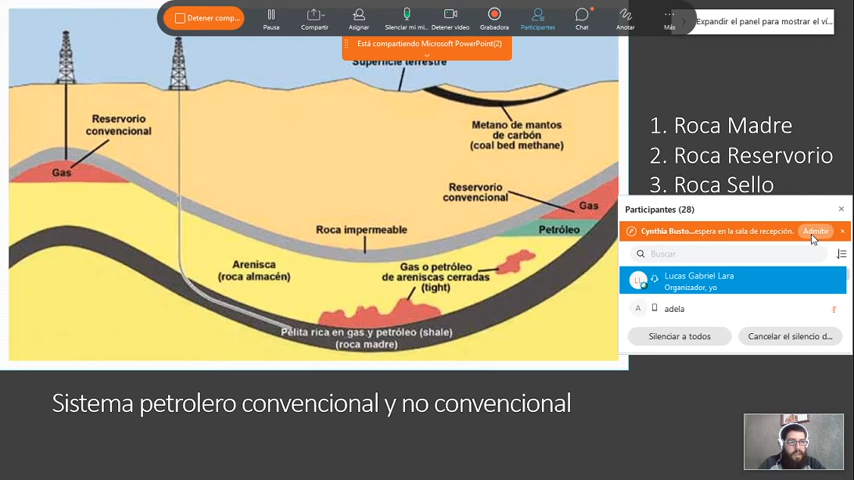 Detener comp...
Pausa
Compartir
Asignar
Silenciar mi mi...
Detener video
Grabadora
Participantes
Chat
Anotar
Más
Expandir el panel para mostrar el ví...
Está compartiendo Microsoft PowerPoint(2)
Superficie terrestre
Reservorio
convencional
Gas
Metano de mantos
de carbón
(coal bed methane)
Reservorio
convencional
Gas
Petróleo
Roca impermeable
Arenisca
(roca almacén)
Gas o petróleo
de areniscas cerradas
(tight)
Pelita rica en gas y petróleo (shale)
(roca madre)
1. Roca Madre
2. Roca Reservorio
3. Roca Sello
Participantes (28)
Cynthia Busto...espera en la sala de recepción.
Admitir
Buscar
Lucas Gabriel Lara
Organizador, yo
A
adela
Silenciar a todos
Cancelar el silencio d...
Sistema petrolero convencional y no convencional